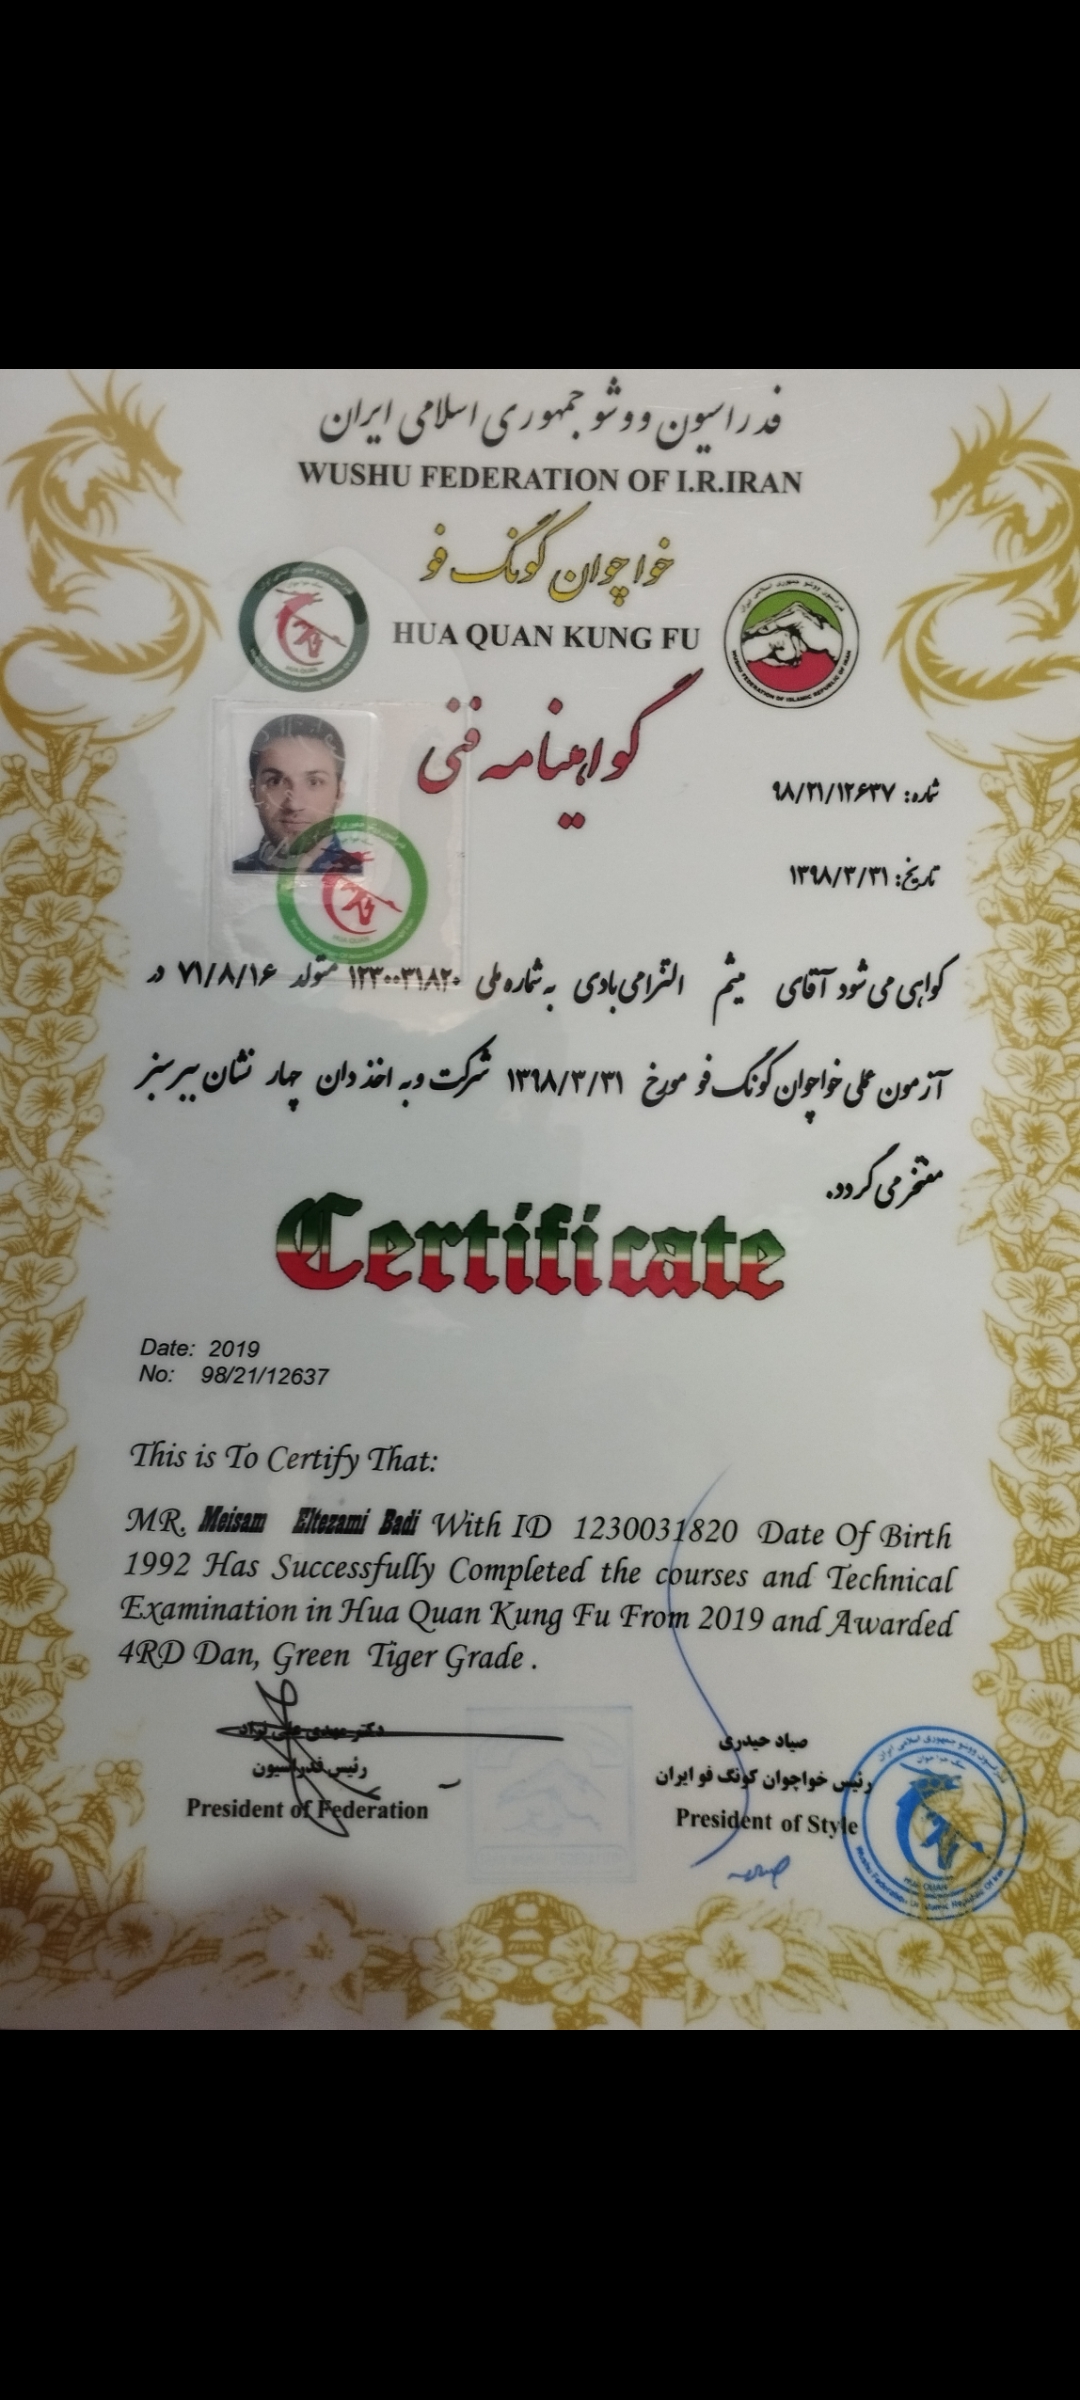 فدراسیون ووشو جمهوری اسلامی ایران
WUSHU FEDERATION OF I.R.IRAN
خواچوان کونگ فو
HUA QUAN KUNG FU
گواهینامه فنی
شماره: ۹۸/۲۱/۱۲۶۳۷
تاریخ: ۱۳۹۸/۳/۳۱
گواهی می شود آقای میثم التزامی بادی به شماره ملی ۱۲۳۰۰۳۱۸۲۰ متولد ۷۱/۸/۱۶ در
آزمون عملی خواچوان کونگ فو مورخ ۱۳۹۸/۳/۳۱ شرکت و به اخذ دان چهار نشان ببر سبز
مفتخر می گردد.
Certificate
Date: 2019
No: 98/21/12637
This is To Certify That:
MR. Meisam Eltezami Badi With ID 1230031820 Date Of Birth
1992 Has Successfully Completed the courses and Technical
Examination in Hua Quan Kung Fu From 2019 and Awarded
4RD Dan, Green Tiger Grade .
دکتر مهدی علی نژاد
رئیس فدراسیون
President of Federation
صیاد حیدری
رئیس خواچوان کونگ فو ایران
President of Style